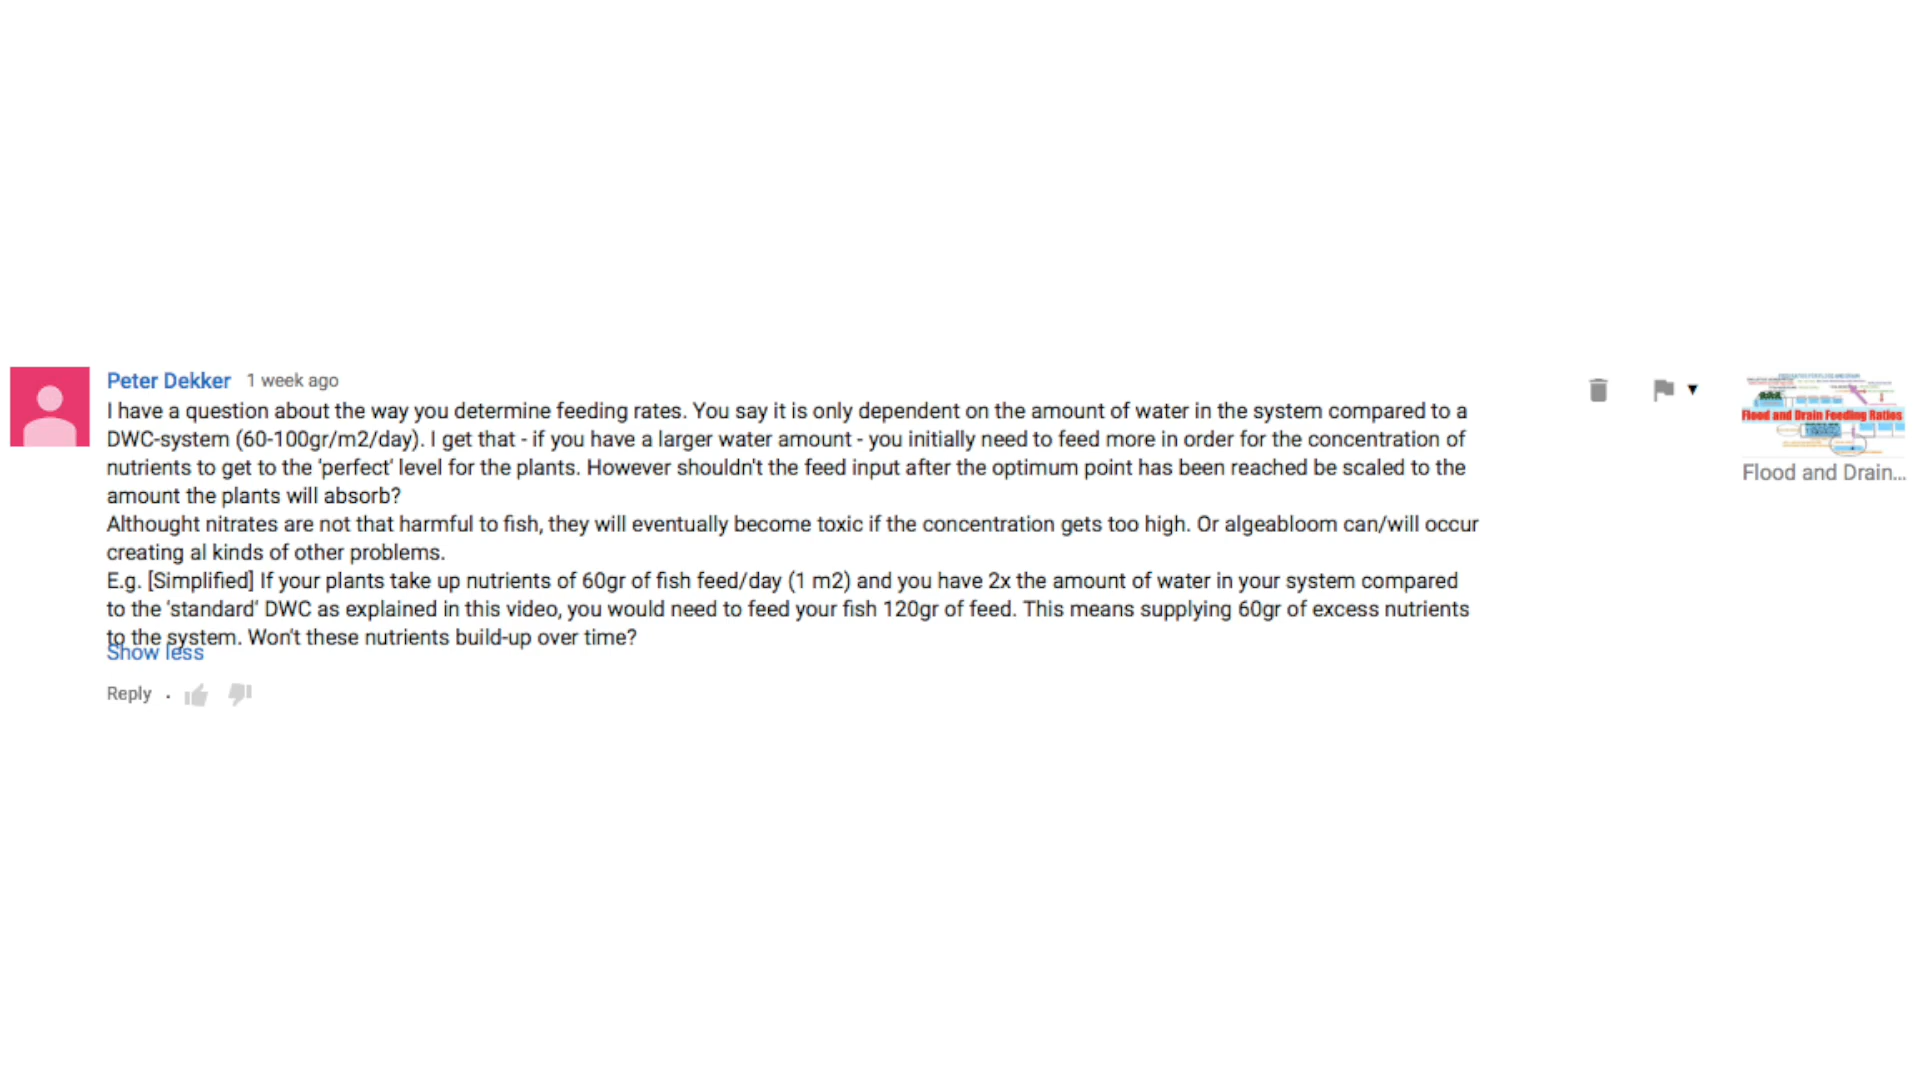 Peter Dekker 1 week ago
I have a question about the way you determine feeding rates. You say it is only dependent on the amount of water in the system compared to a
DWC-system (60-100gr/m2/day). I get that - if you have a larger water amount - you initially need to feed more in order for the concentration of
nutrients to get to the 'perfect' level for the plants. However shouldn't the feed input after the optimum point has been reached be scaled to the
amount the plants will absorb?
Althought nitrates are not that harmful to fish, they will eventually become toxic if the concentration gets too high. Or algeabloom can/will occur
creating al kinds of other problems.
E.g. [Simplified] If your plants take up nutrients of 60gr of fish feed/day (1 m2) and you have 2x the amount of water in your system compared
to the 'standard' DWC as explained in this video, you would need to feed your fish 120gr of feed. This means supplying 60gr of excess nutrients
to the system. Won't these nutrients build-up over time?
Show less
Reply .
Flood and Drain Feeding Ratios
Flood and Drain...